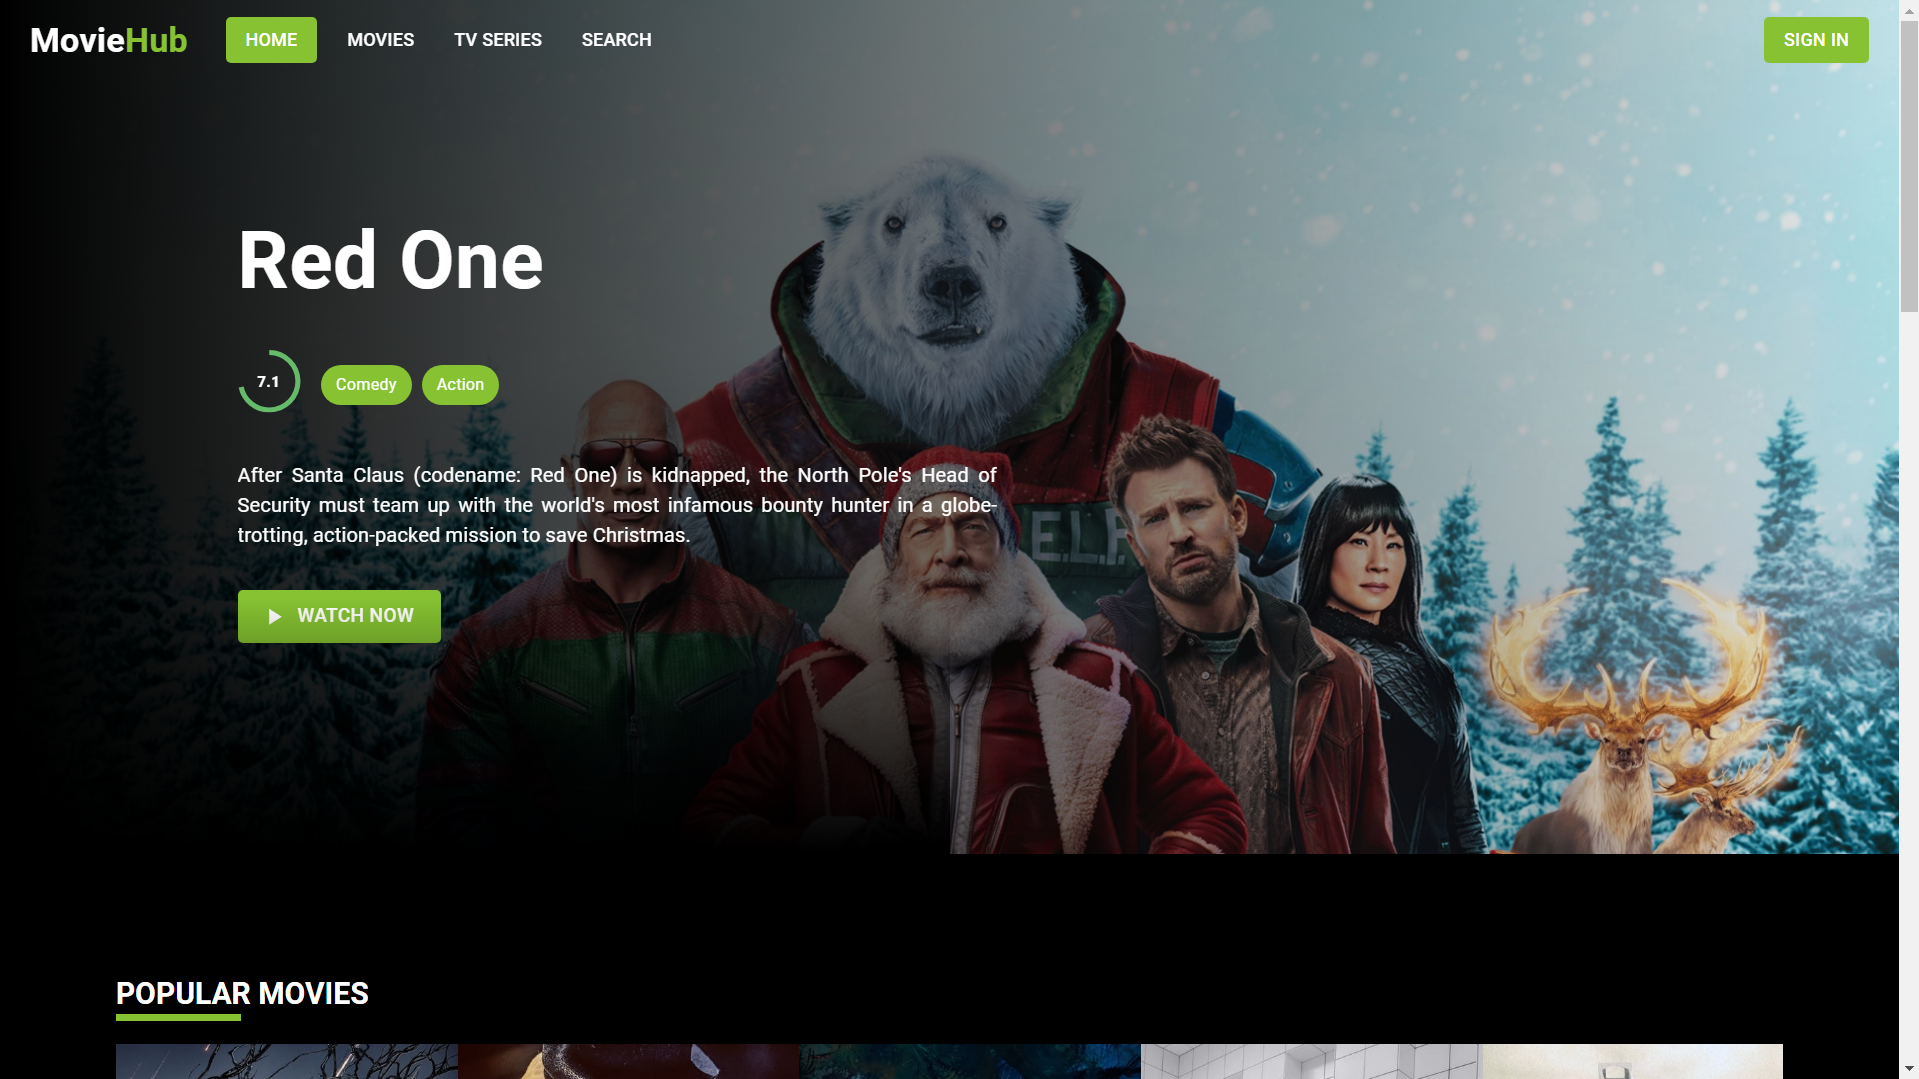 MovieHub HOME MOVIES TV SERIES SEARCH SIGN IN
Red One
7.1 Comedy Action
After Santa Claus (codename: Red One) is kidnapped, the North Pole's Head of
Security must team up with the world's most infamous bounty hunter in a globe-
trotting, action-packed mission to save Christmas.
E.L.F
WATCH NOW
POPULAR MOVIES